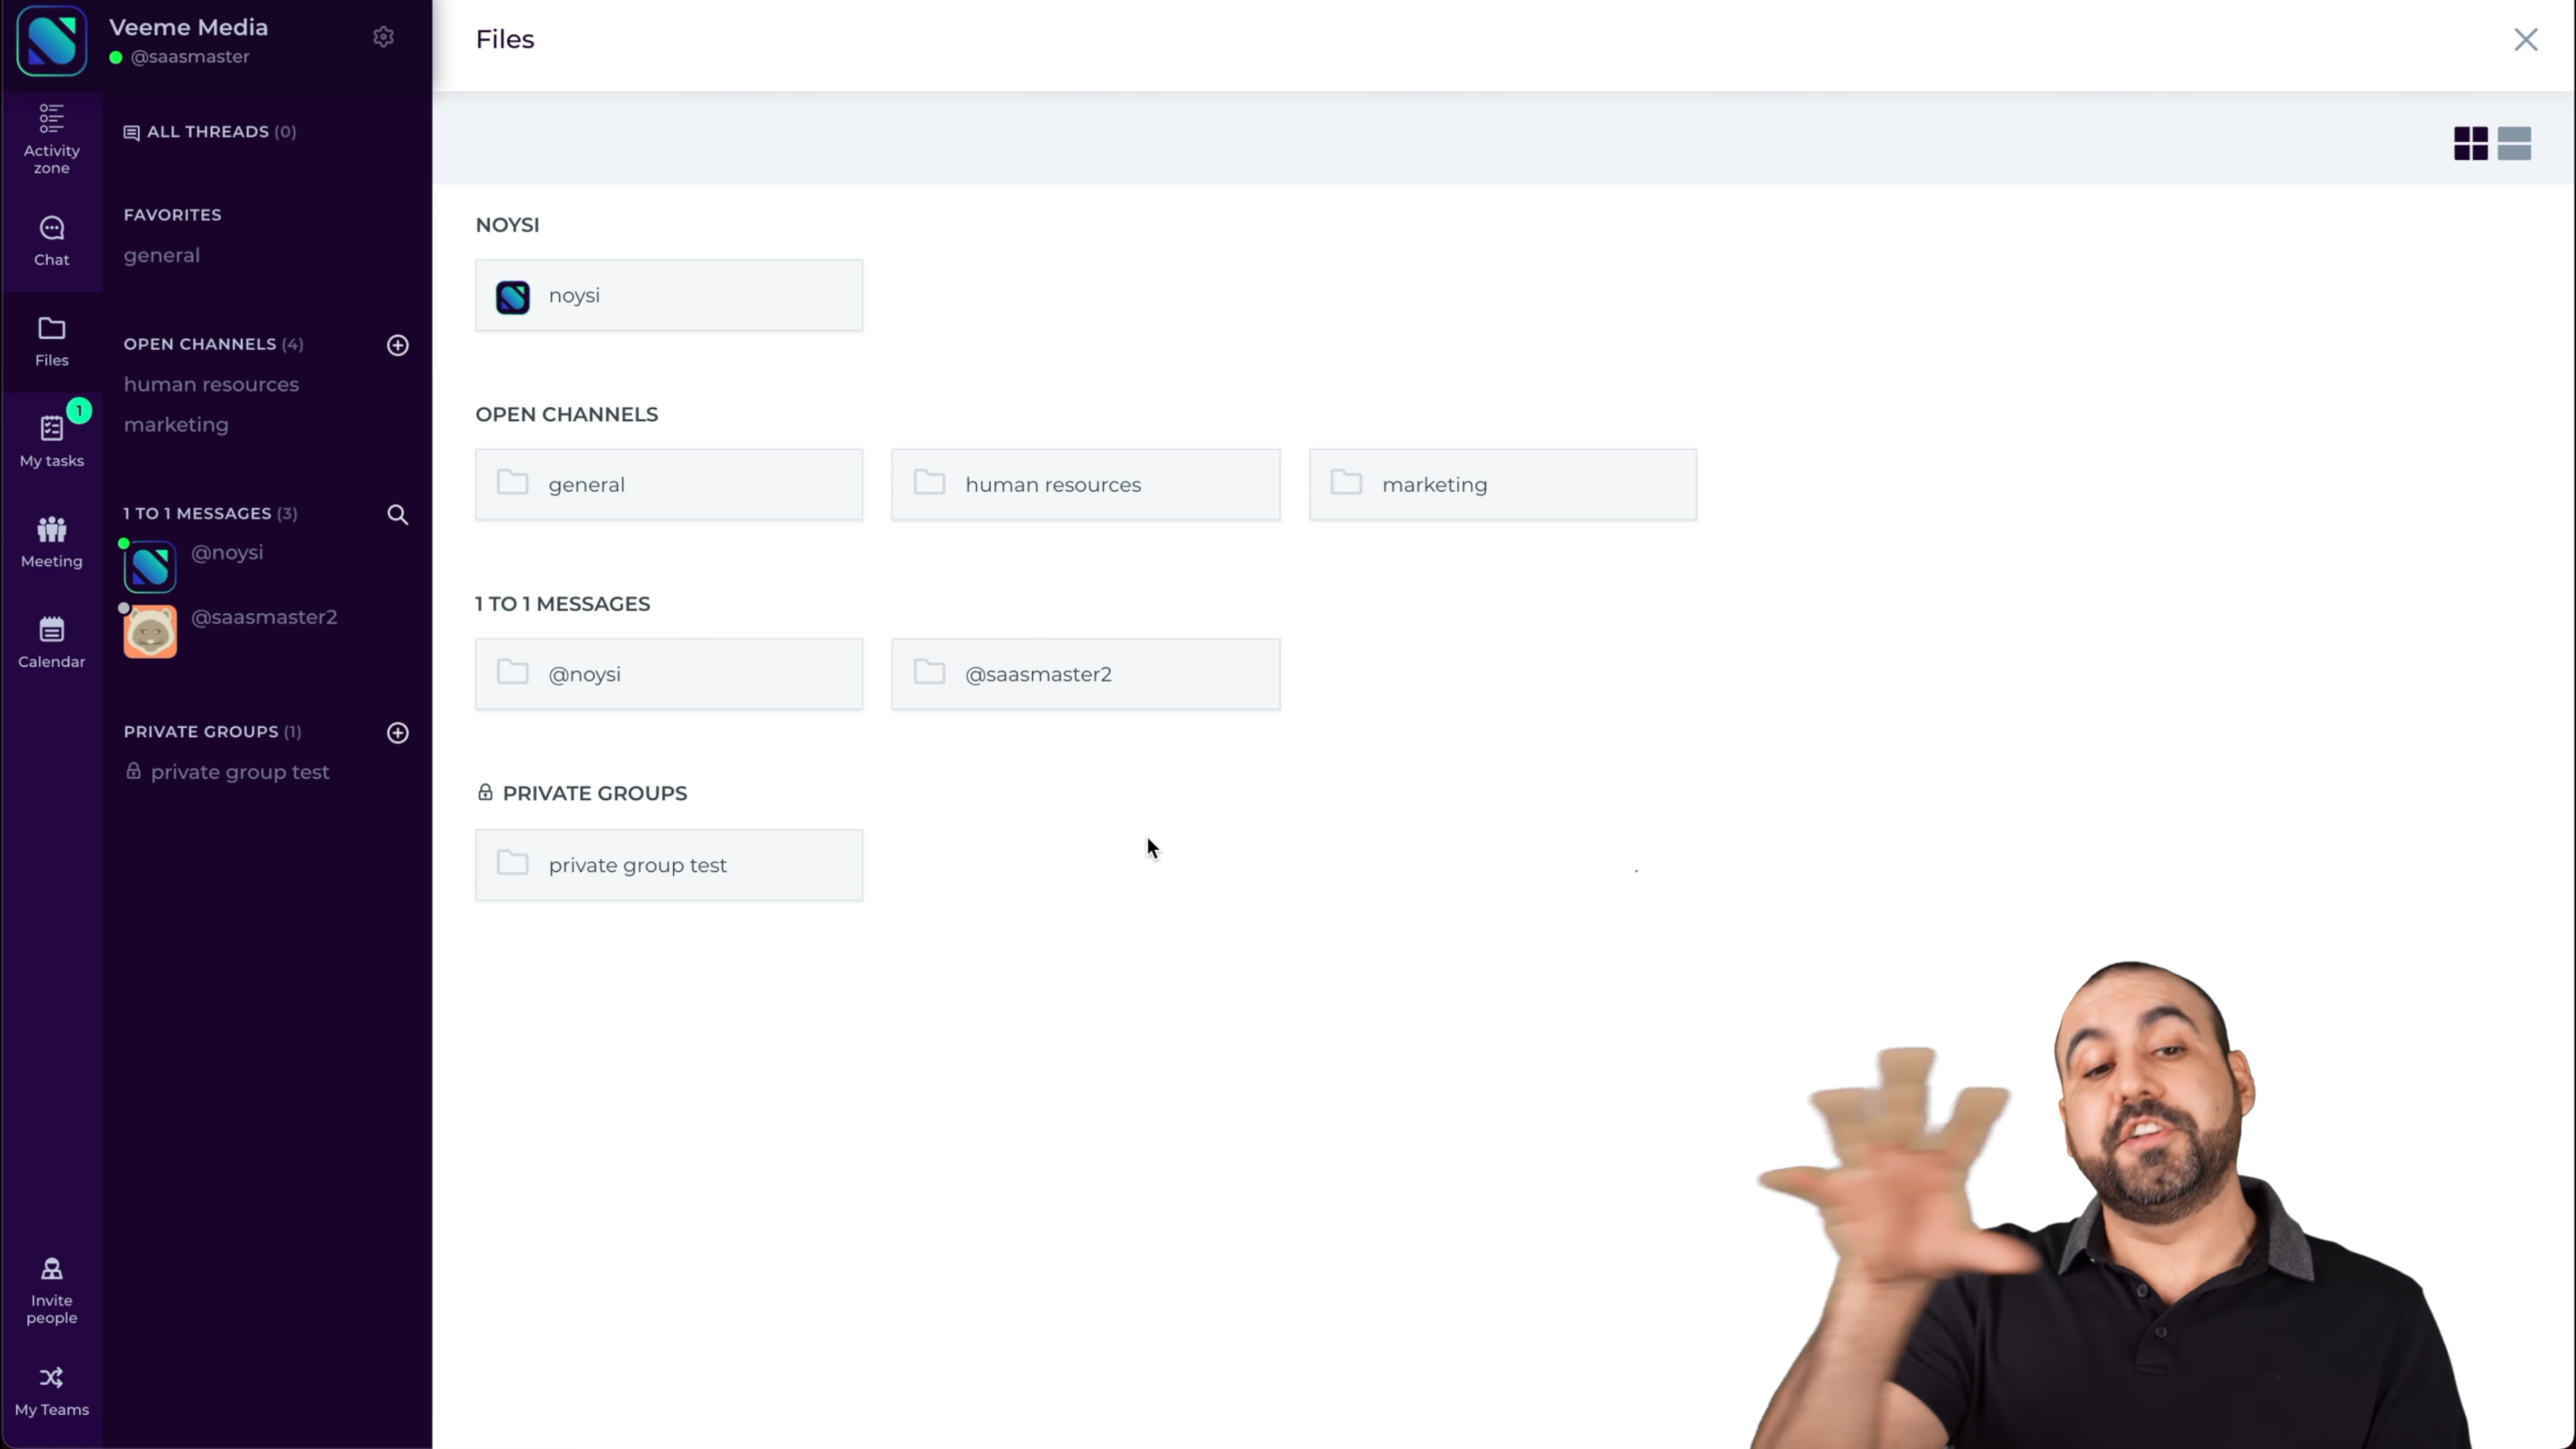 Veeme Media
@saasmaster
Activity
zone
Chat
Files
1
My tasks
Meeting
Calendar
Invite
people
My Teams
ALL THREADS (0)
FAVORITES
general
OPEN CHANNELS (4)
human resources
marketing
1 TO 1 MESSAGES (3)
@noysi
@saasmaster2
PRIVATE GROUPS (1)
private group test
Files
NOYSI
noysi
OPEN CHANNELS
general
human resources
marketing
1 TO 1 MESSAGES
@noysi
@saasmaster2
PRIVATE GROUPS
private group test